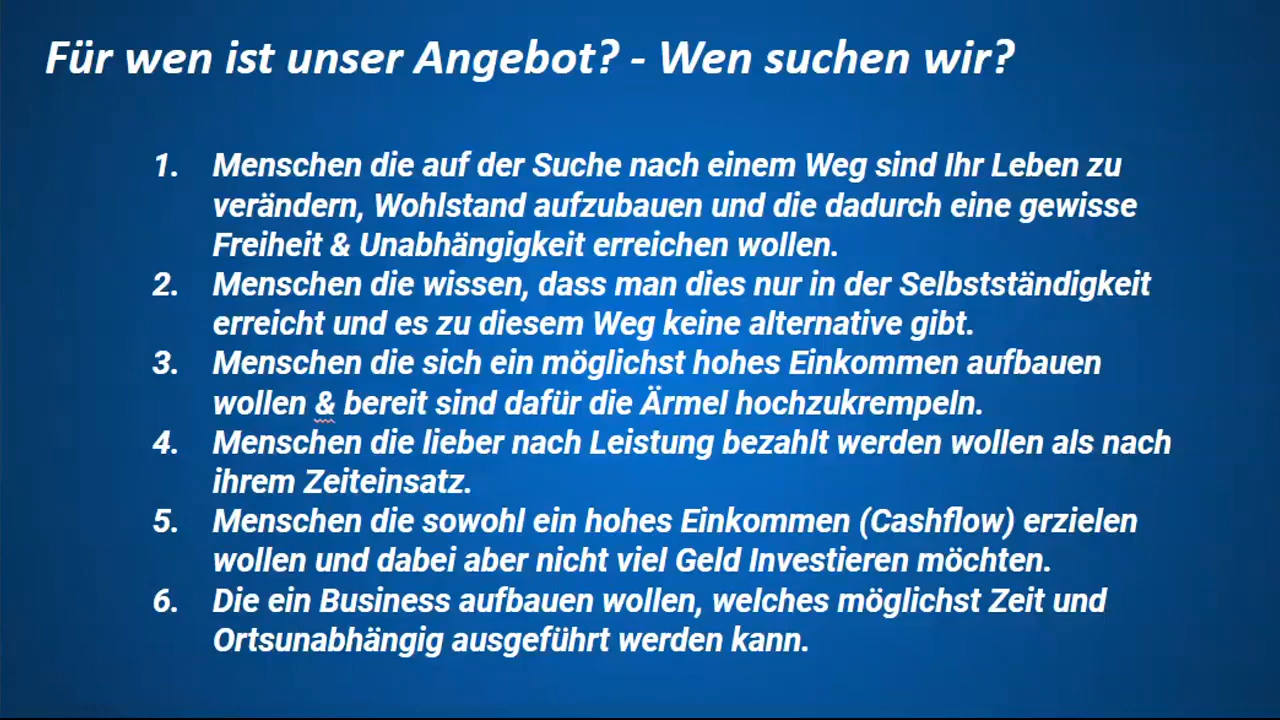 Für wen ist unser Angebot? - Wen suchen wir?
1. Menschen die auf der Suche nach einem Weg sind Ihr Leben zu
verändern, Wohlstand aufzubauen und die dadurch eine gewisse
Freiheit & Unabhängigkeit erreichen wollen.
2. Menschen die wissen, dass man dies nur in der Selbstständigkeit
erreicht und es zu diesem Weg keine alternative gibt.
3. Menschen die sich ein möglichst hohes Einkommen aufbauen
wollen & bereit sind dafür die Ärmel hochzukrempeln.
4. Menschen die lieber nach Leistung bezahlt werden wollen als nach
ihrem Zeiteinsatz.
5. Menschen die sowohl ein hohes Einkommen (Cashflow) erzielen
wollen und dabei aber nicht viel Geld Investieren möchten.
6. Die ein Business aufbauen wollen, welches möglichst Zeit und
Ortsunabhängig ausgeführt werden kann.